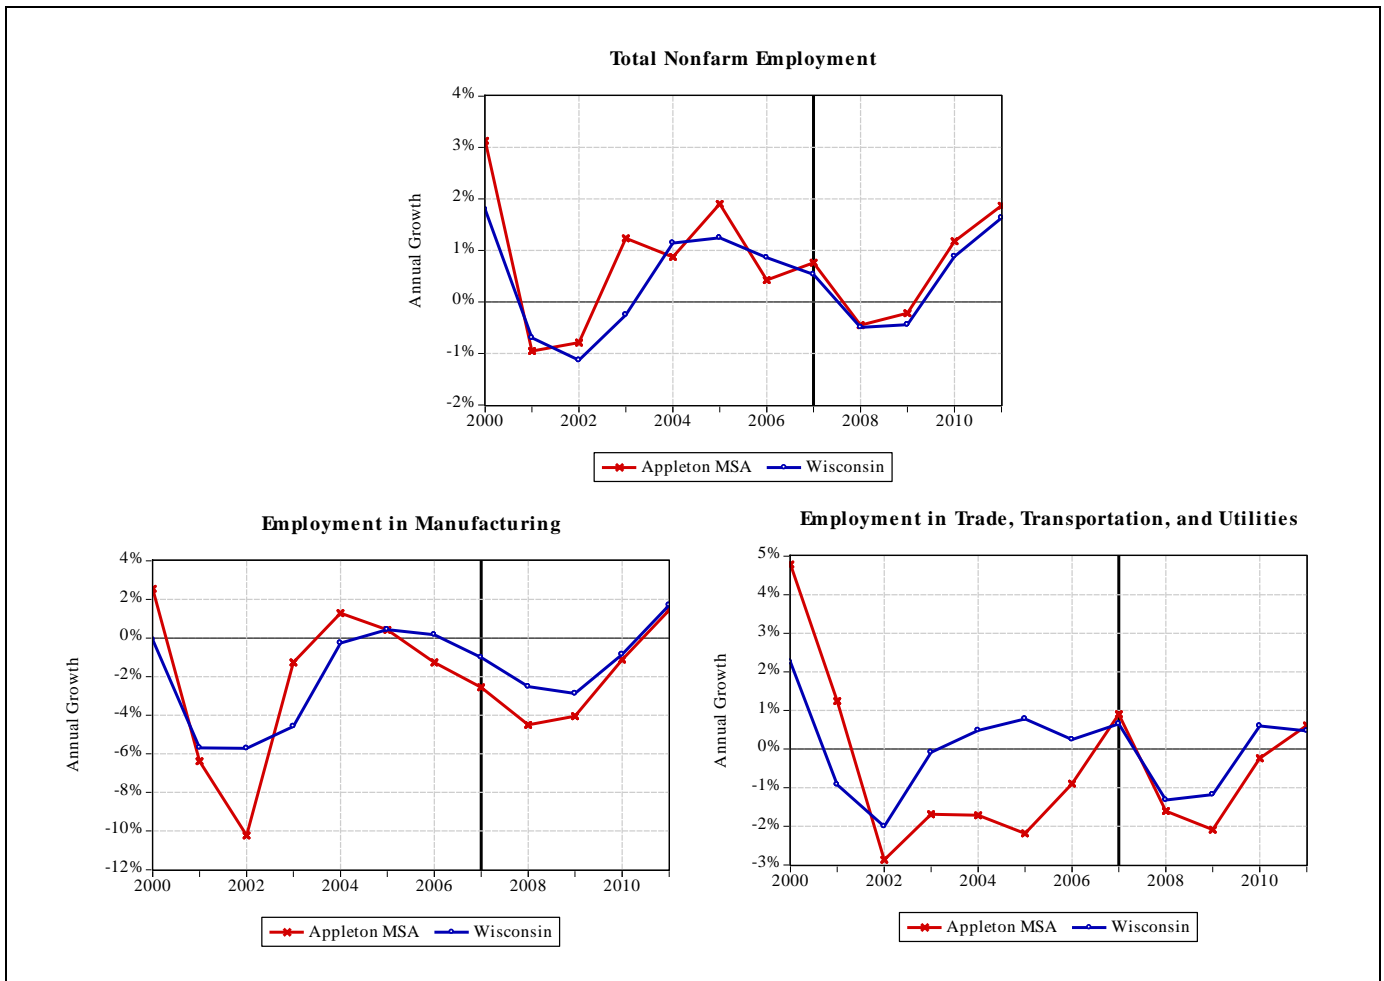 Total Nonfarm Employment
4%
3%
2%
1%
0%
-1%
-2%
Annual Growth
2000 2002 2004 2006 2008 2010
Appleton MSA Wisconsin
Employment in Manufacturing
4%
2%
0%
-2%
-4%
-6%
-8%
-10%
-12%
Annual Growth
2000 2002 2004 2006 2008 2010
Appleton MSA Wisconsin
Employment in Trade, Transportation, and Utilities
5%
4%
3%
2%
1%
0%
-1%
-2%
-3%
Annual Growth
2000 2002 2004 2006 2008 2010
Appleton MSA Wisconsin